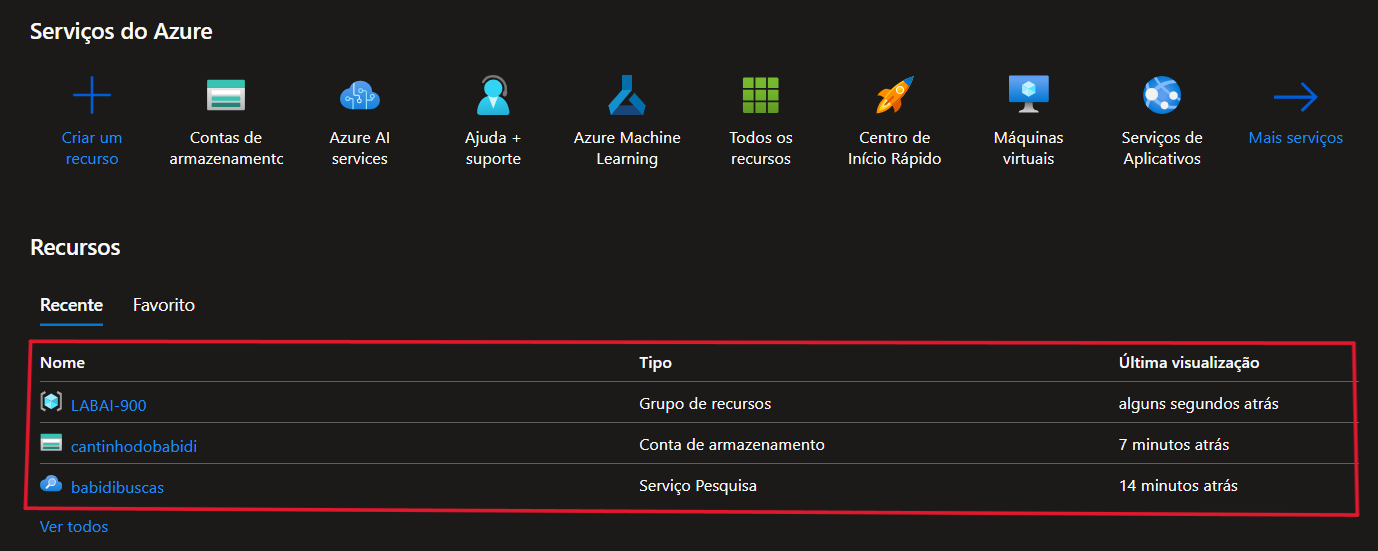 Serviços do Azure
Criar um
recurso
Contas de
armazenamento
Azure AI
services
Ajuda +
suporte
Azure Machine
Learning
Todos os
recursos
Centro de
Início Rápido
Máquinas
virtuais
Serviços de
Aplicativos
Mais serviços
Recursos
Recente Favorito
Nome Tipo Última visualização
LABAI-900 Grupo de recursos alguns segundos atrás
cantinhodobabidi Conta de armazenamento 7 minutos atrás
babidibuscas Serviço Pesquisa 14 minutos atrás
Ver todos